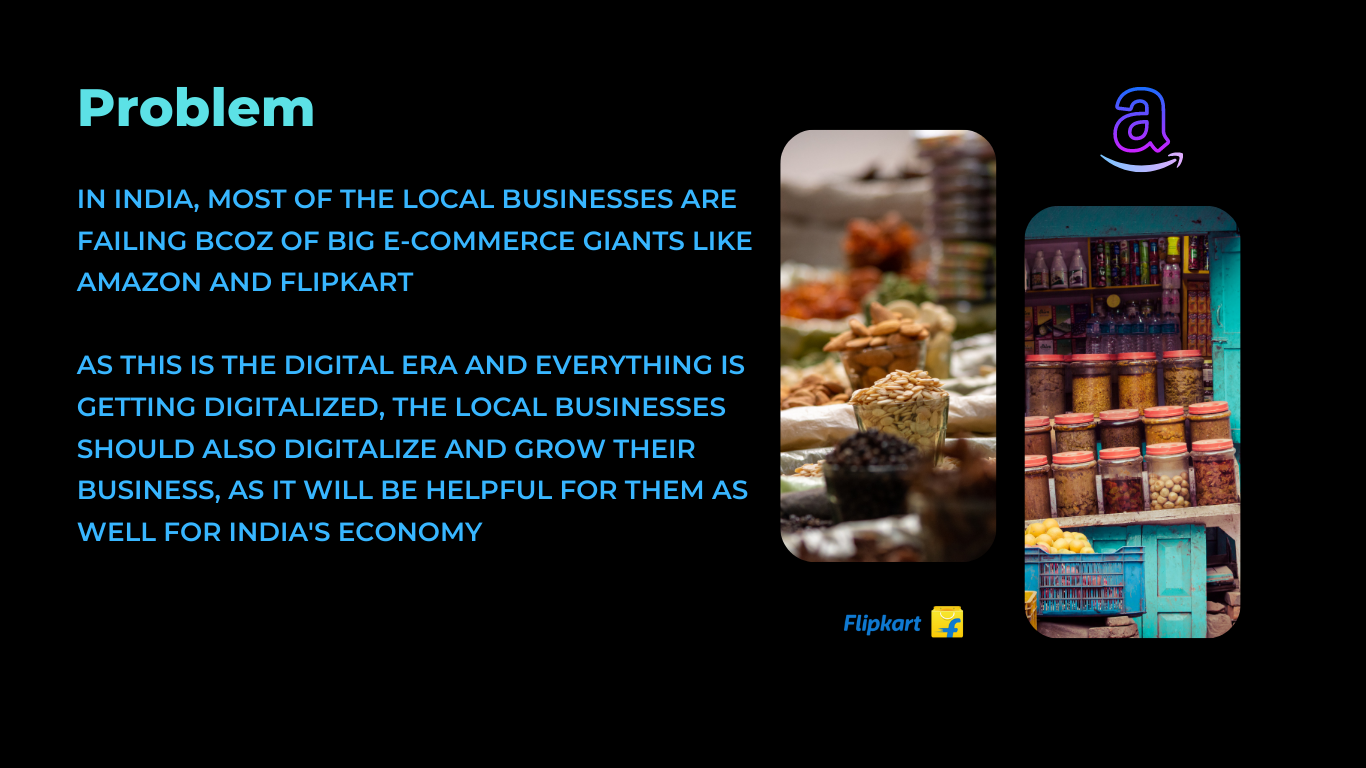 Problem
IN INDIA, MOST OF THE LOCAL BUSINESSES ARE
FAILING BCOZ OF BIG E-COMMERCE GIANTS LIKE
AMAZON AND FLIPKART
AS THIS IS THE DIGITAL ERA AND EVERYTHING IS
GETTING DIGITALIZED, THE LOCAL BUSINESSES
SHOULD ALSO DIGITALIZE AND GROW THEIR
BUSINESS, AS IT WILL BE HELPFUL FOR THEM AS
WELL FOR INDIA'S ECONOMY
a
Flipkart f